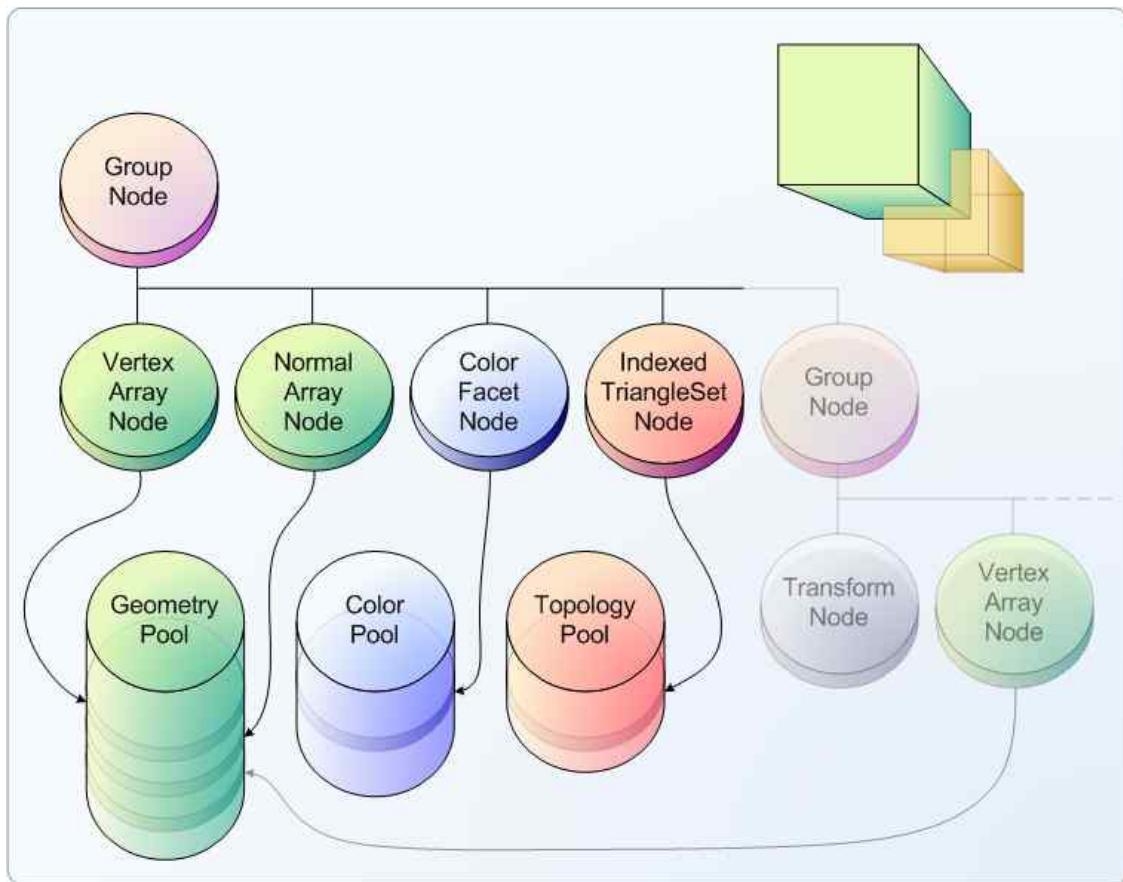 Group
Node
Vertex
Array
Node
Normal
Array
Node
Color
Facet
Node
Indexed
TriangleSet
Node
Group
Node
Geometry
Pool
Color
Pool
Topology
Pool
Transform
Node
Vertex
Array
Node